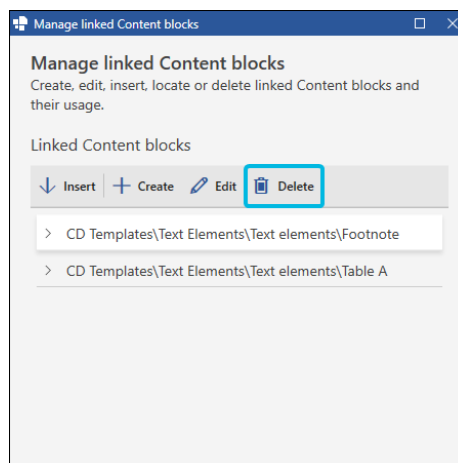 Manage linked Content blocks
Manage linked Content blocks
Create, edit, insert, locate or delete linked Content blocks and
their usage.
Linked Content blocks
Insert Create Edit Delete
CD Templates\Text Elements\Text elements\Footnote
CD Templates\Text Elements\Text elements\Table A